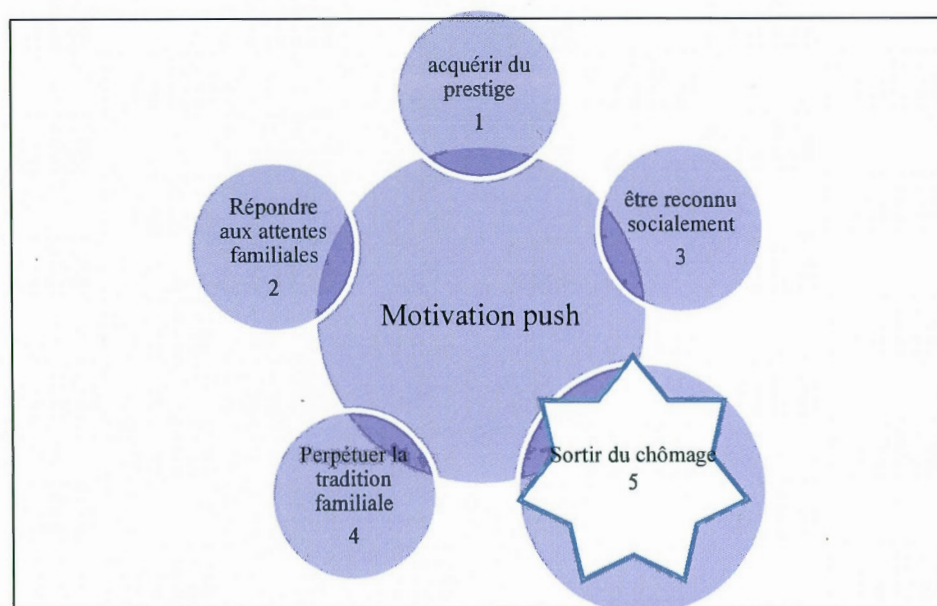 acquérir du
prestige
1
Répondre
aux attentes
familiales
2
être reconnu
socialement
3
Motivation push
Perpétuer la
tradition
familiale
4
Sortir du chômage
5